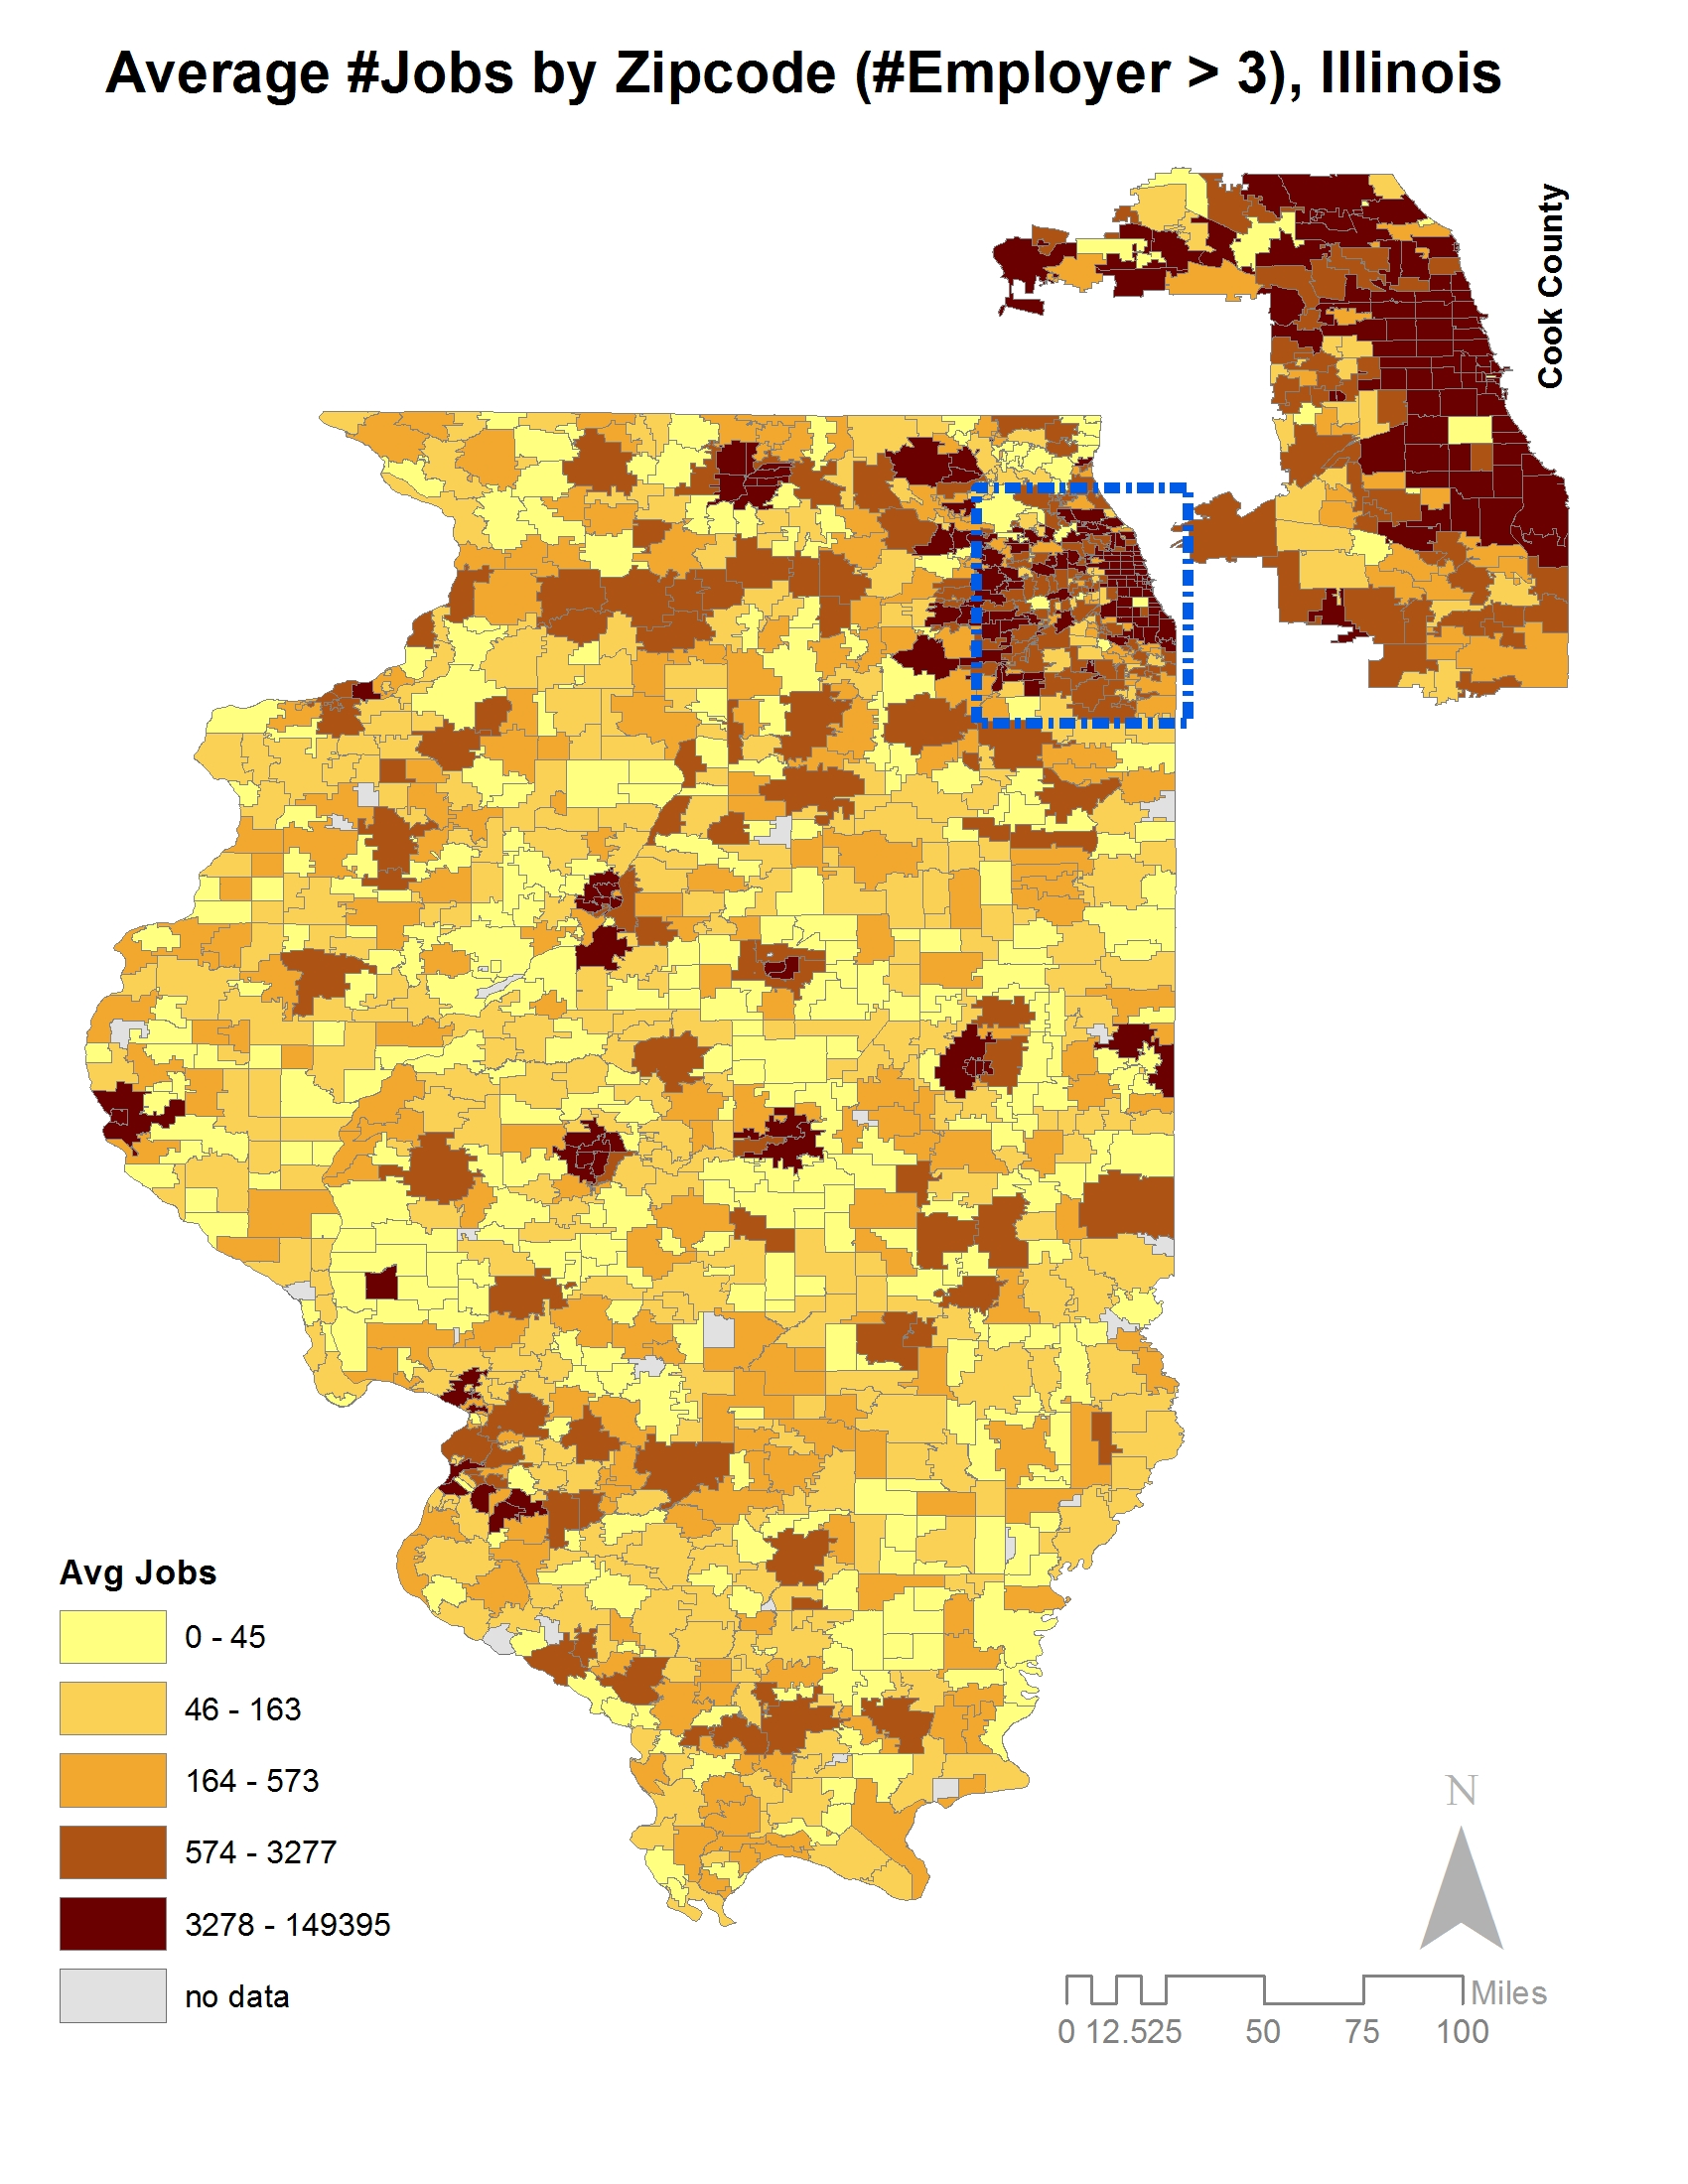 Average #Jobs by Zipcode (#Employer > 3), Illinois
Cook County
Avg Jobs
0 - 45
46 - 163
164 - 573
574 - 3277
3278 - 149395
no data
N
Miles
0 12.525 50 75 100